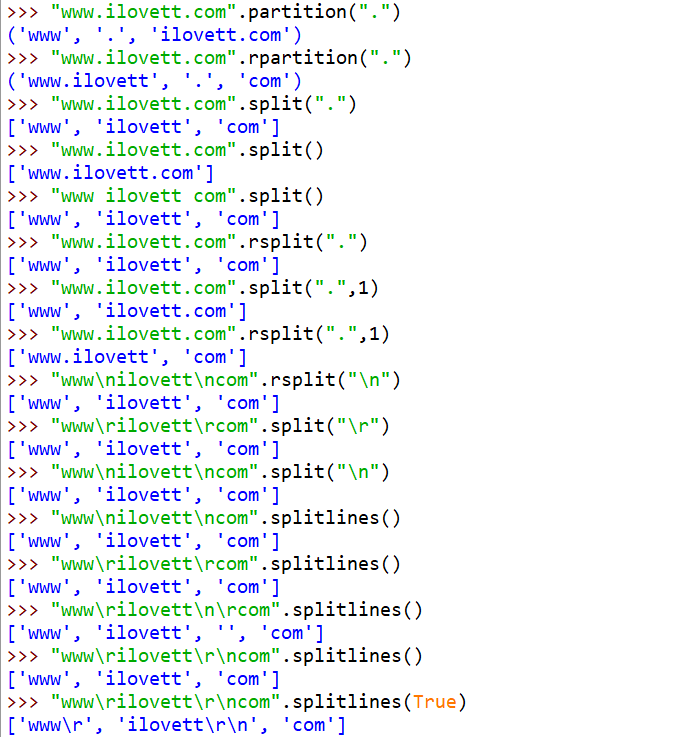 >>> "www.ilovett.com".partition(".")
('www', '.', 'ilovett.com')
>>> "www.ilovett.com".rpartition(".")
('www.ilovett', '.', 'com')
>>> "www.ilovett.com".split(".")
['www', 'ilovett', 'com']
>>> "www.ilovett.com".split()
['www.ilovett.com']
>>> "www ilovett com".split()
['www', 'ilovett', 'com']
>>> "www.ilovett.com".rsplit(".")
['www', 'ilovett', 'com']
>>> "www.ilovett.com".split(".",1)
['www', 'ilovett.com']
>>> "www.ilovett.com".rsplit(".",1)
['www.ilovett', 'com']
>>> "www\nilovett\ncom".rsplit("\n")
['www', 'ilovett', 'com']
>>> "www\rilovett\rcom".split("\r")
['www', 'ilovett', 'com']
>>> "www\nilovett\ncom".split("\n")
['www', 'ilovett', 'com']
>>> "www\nilovett\ncom".splitlines()
['www', 'ilovett', 'com']
>>> "www\rilovett\rcom".splitlines()
['www', 'ilovett', 'com']
>>> "www\rilovett\n\rcom".splitlines()
['www', 'ilovett', '', 'com']
>>> "www\rilovett\r\ncom".splitlines()
['www', 'ilovett', 'com']
>>> "www\rilovett\r\ncom".splitlines(True)
['www\r', 'ilovett\r\n', 'com']